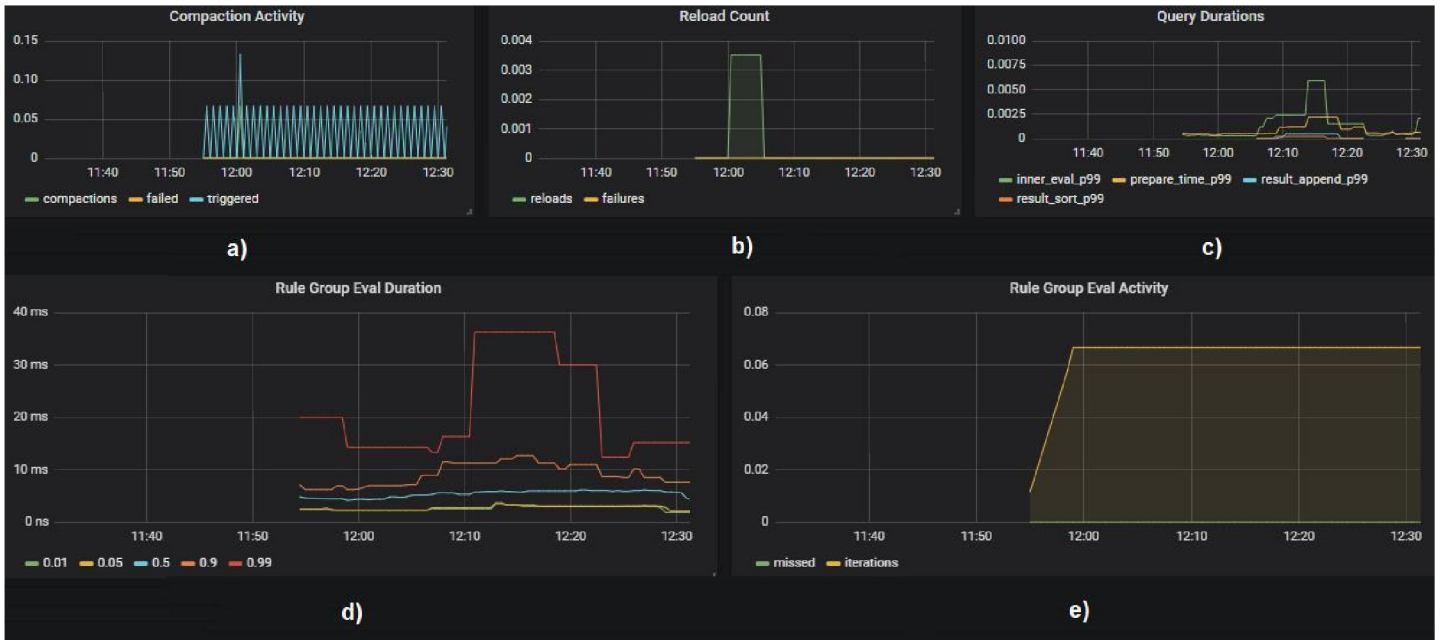 Compaction Activity
0.15
0.10
0.05
0
11:40 11:50 12:00 12:10 12:20 12:30
compactions failed triggered
a)
Reload Count
0.004
0.003
0.002
0.001
0
11:40 11:50 12:00 12:10 12:20 12:30
reloads failures
b)
Query Durations
0.0100
0.0075
0.0050
0.0025
0
11:40 11:50 12:00 12:10 12:20 12:30
inner_eval_p99 prepare_time_p99 result_append_p99
result_sort_p99
c)
Rule Group Eval Duration
40 ms
30 ms
20 ms
10 ms
0 ns
11:40 11:50 12:00 12:10 12:20 12:30
0.01 0.05 0.5 0.9 0.99
d)
Rule Group Eval Activity
0.08
0.06
0.04
0.02
0
11:40 11:50 12:00 12:10 12:20 12:30
missed iterations
e)